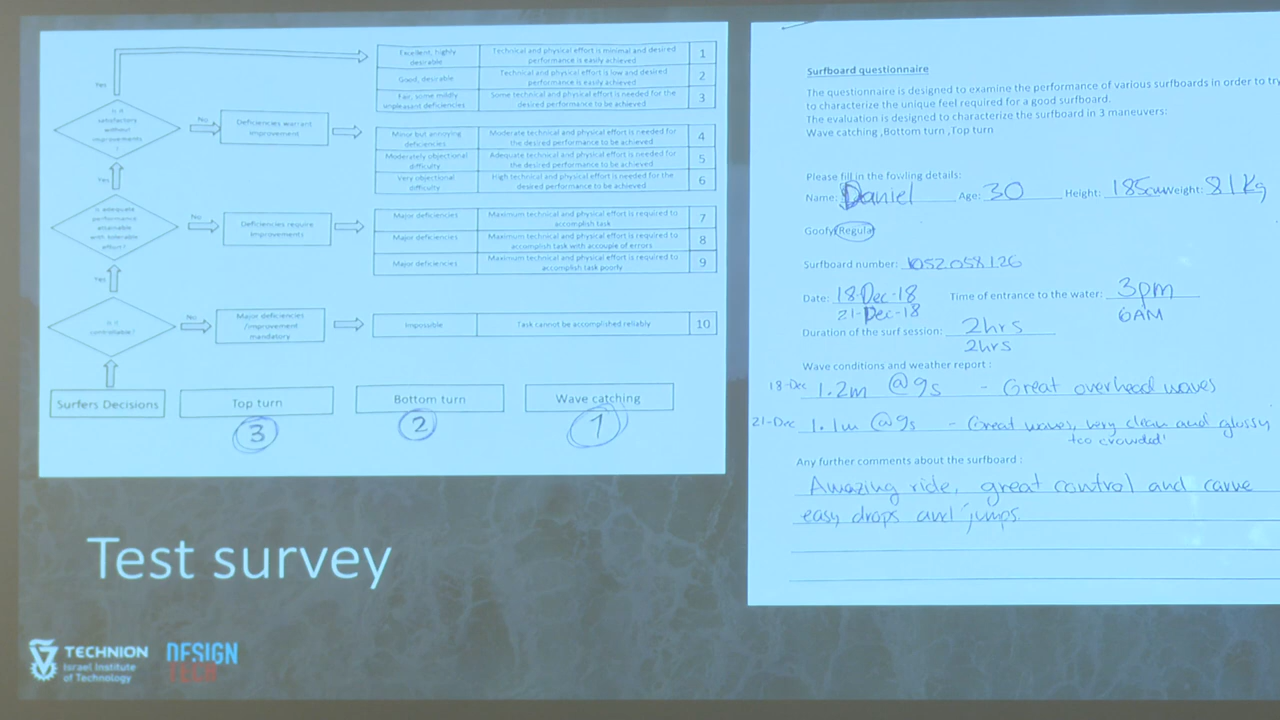 Excellent, highly
desirable
Technical and physical effort is minimal and desired
performance is easily achieved
1
Good, desirable
Technical and physical effort is low and desired
performance is easily achieved
2
Fair, some mildly
unpleasant deficiencies
Some technical and physical effort is needed for the
desired performance to be achieved
3
Yes
Is it
satisfactory
without
improvements
?
No
Deficiencies warrant
improvement
Minor but annoying
deficiencies
Moderate technical and physical effort is needed for
the desired performance to be achieved
4
Moderately objectional
difficulty
Adequate technical and physical effort is needed for
the desired performance to be achieved
5
Very objectional
difficulty
High technical and physical effort is needed for the
desired performance to be achieved
6
Yes
Is adequate
performance
attainable
with tolerable
effort?
No
Deficiencies require
improvements
Major deficiencies
Maximum technical and physical effort is required to
accomplish task
7
Major deficiencies
Maximum technical and physical effort is required to
accomplish task with accouple of errors
8
Major deficiencies
Maximum technical and physical effort is required to
accomplish task poorly
9
Yes
Is it
controllable?
No
Major deficiencies
/improvement
mandatory
Impossible
Task cannot be accomplished reliably
10
Surfers Decisions
Top turn
Bottom turn
Wave catching
3
2
1
Surfboard questionnaire
The questionnaire is designed to examine the performance of various surfboards in order to try
to characterize the unique feel required for a good surfboard.
The evaluation is designed to characterize the surfboard in 3 maneuvers:
Wave catching ,Bottom turn ,Top turn
Please fill in the fowling details:
Name: Daniel Age: 30 Height: 185cm Weight: 81Kg
Goofy/Regular
Surfboard number: 1052.058.126
Date: 18-Dec-18 Time of entrance to the water: 3pm
21-Dec-18 6AM
Duration of the surf session: 2hrs
2hrs
Wave conditions and weather report :
18-Dec 1.2m @9s - Great overhead waves
21-Dec 1.1m @9s - Great waves, very clean and glossy,
too crowded!
Any further comments about the surfboard :
Amazing ride, great control and carve
easy drops and jumps.
Test survey
TECHNION
Israel Institute
of Technology
DESIGN
TECH